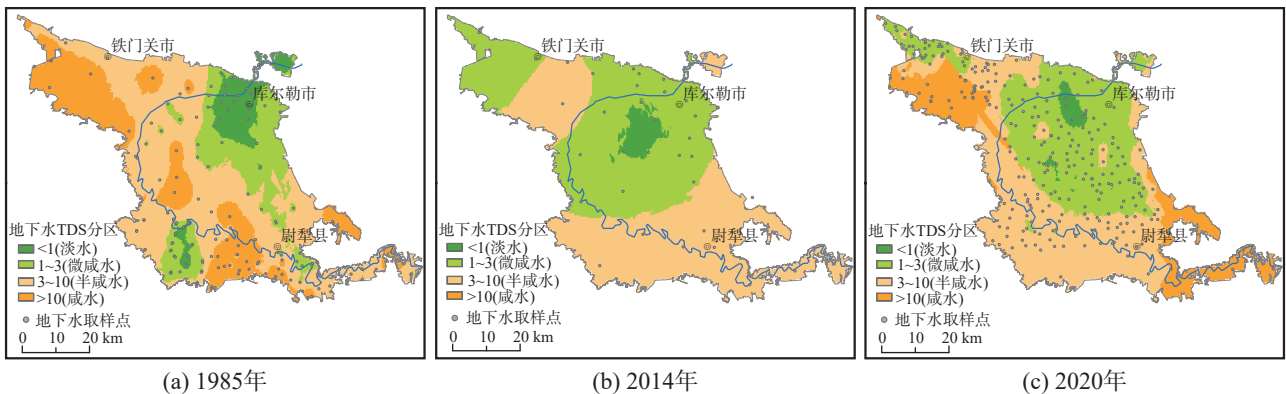 铁门关市
库尔勒市
尉犁县
地下水TDS分区
<1(淡水)
1~3(微咸水)
3~10(半咸水)
>10(咸水)
地下水取样点
0 10 20 km
(a) 1985年
铁门关市
库尔勒市
尉犁县
地下水TDS分区
<1(淡水)
1~3(微咸水)
3~10(半咸水)
>10(咸水)
地下水取样点
0 10 20 km
(b) 2014年
铁门关市
库尔勒市
尉犁县
地下水TDS分区
<1(淡水)
1~3(微咸水)
3~10(半咸水)
>10(咸水)
地下水取样点
0 10 20 km
(c) 2020年